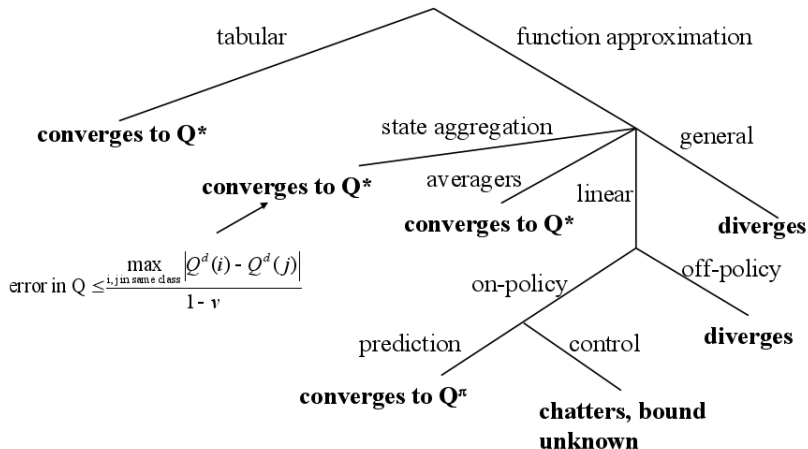 tabular
function approximation
converges to Q*
state aggregation
general
converges to Q*
averagers
linear
converges to Q*
diverges
error in Q ≤ max i, j in same class |Q^d(i) - Q^d(j)| / 1 - v
on-policy
off-policy
diverges
prediction
control
converges to Q^π
chatters, bound
unknown